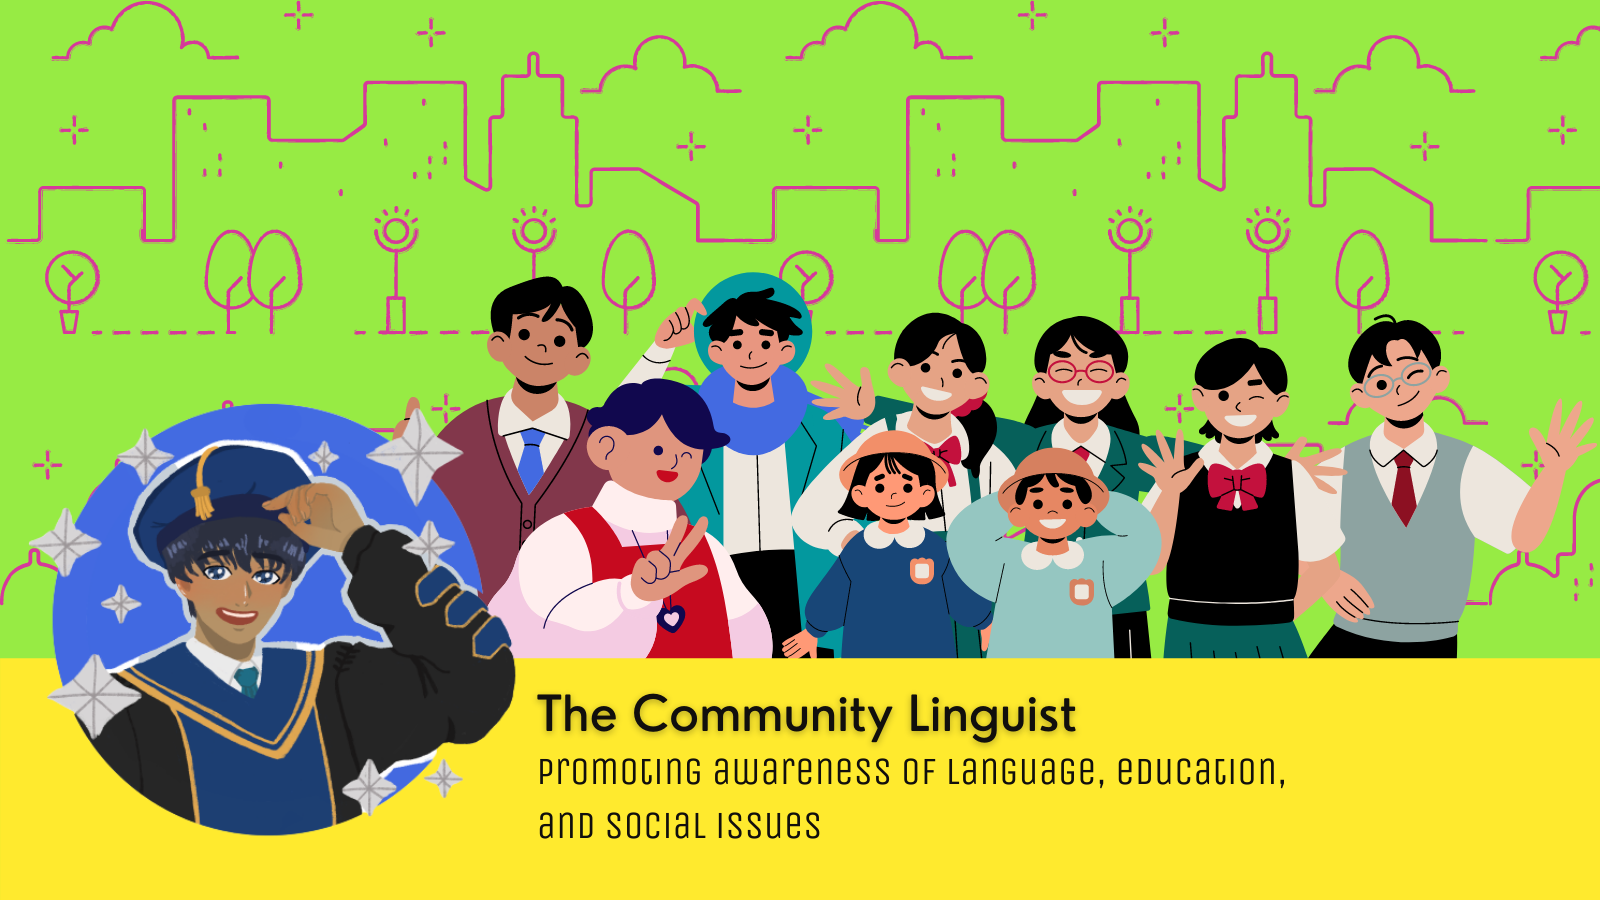 The Community Linguist
Promoting awareness of language, education,
and social issues